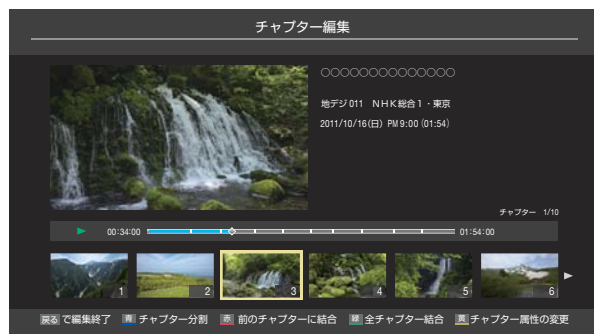 チャプター編集
○○○○○○○○○○○○○○
地デジ011 NHK総合1・東京
2011/10/16(日) PM 9:00 (01:54)
チャプター 1/10
00:34:00 01:54:00
1 2 3 4 5 6
戻る で編集終了 青 チャプター分割 赤 前のチャプターに結合 緑 全チャプター結合 黄 チャプター属性の変更